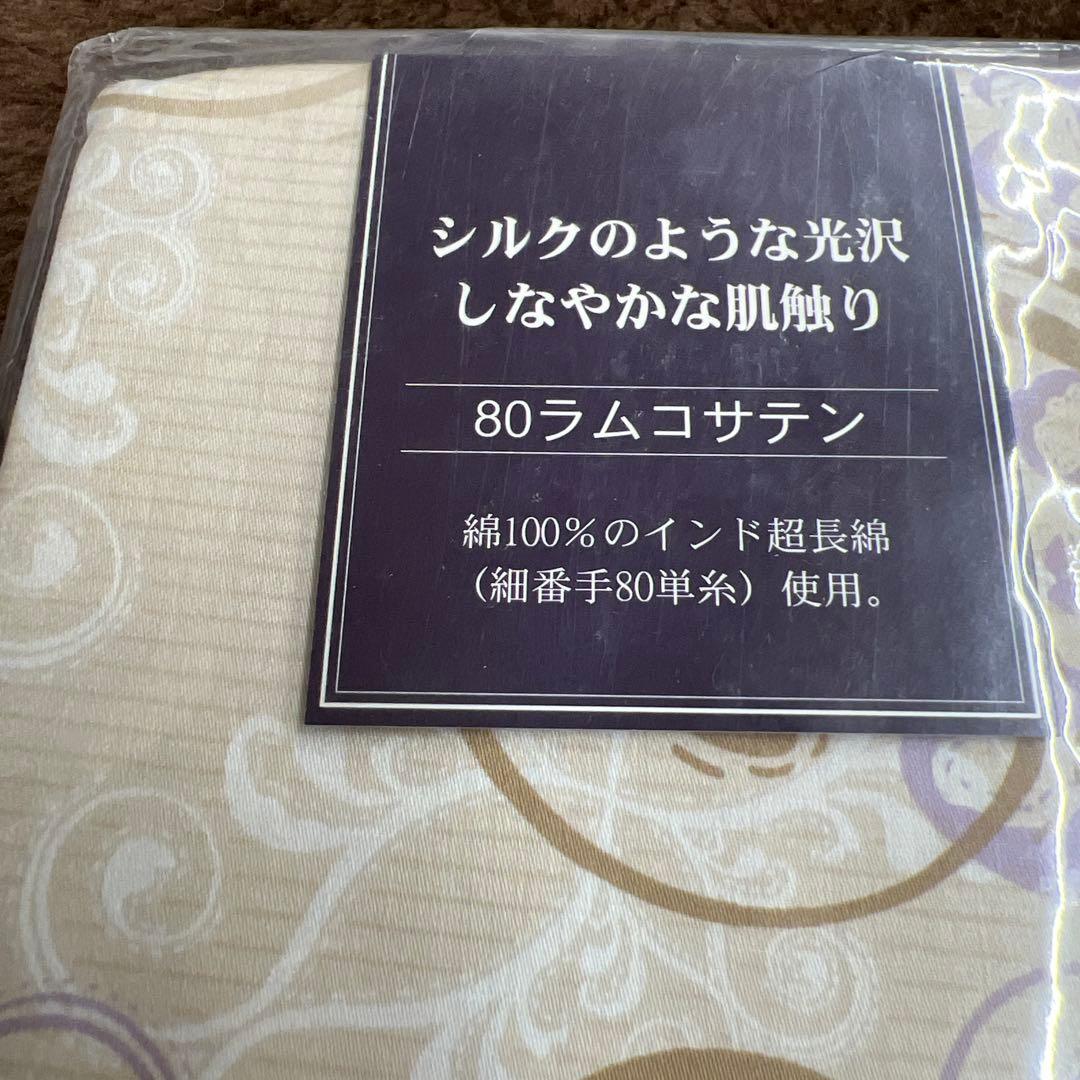 シルクのような光沢
しなやかな肌触り
80ラムコサテン
綿100%のインド超長綿
（細番手80単糸）使用。